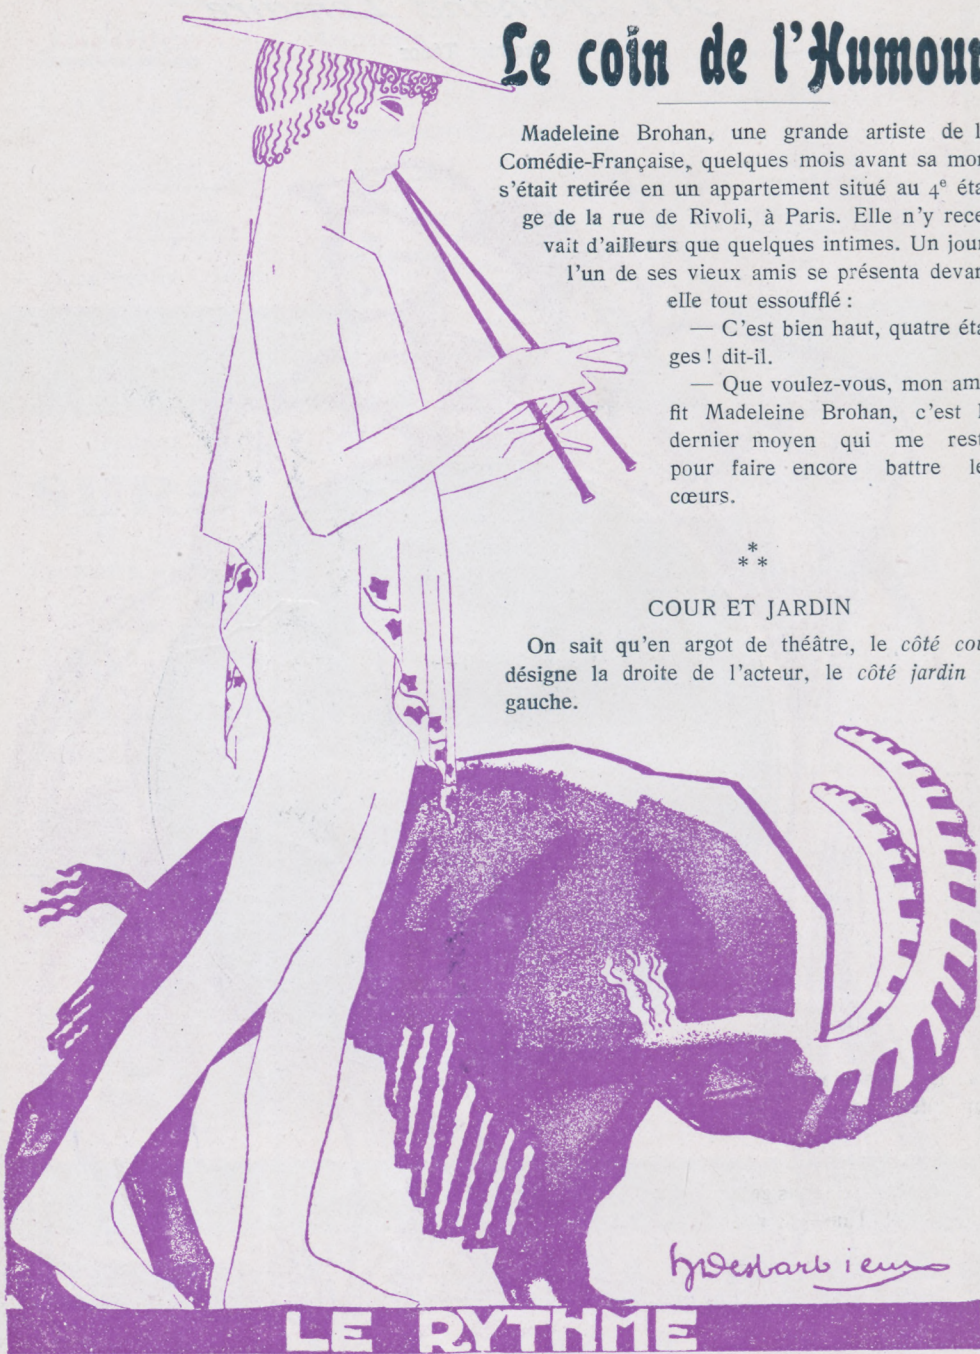 Le coin de l'Humour
Madeleine Brohan, une grande artiste de l
Comédie-Française, quelques mois avant sa mor
s'était retirée en un appartement situé au 4e éta
ge de la rue de Rivoli, à Paris. Elle n'y rece
vait d'ailleurs que quelques intimes. Un jour
l'un de ses vieux amis se présenta devan
elle tout essoufflé :
— C'est bien haut, quatre éta
ges ! dit-il.
— Que voulez-vous, mon am
fit Madeleine Brohan, c'est l
dernier moyen qui me rest
pour faire encore battre le
cœurs.
*
* *
COUR ET JARDIN
On sait qu'en argot de théâtre, le côté cou
désigne la droite de l'acteur, le côté jardin
gauche.
LE RYTHME